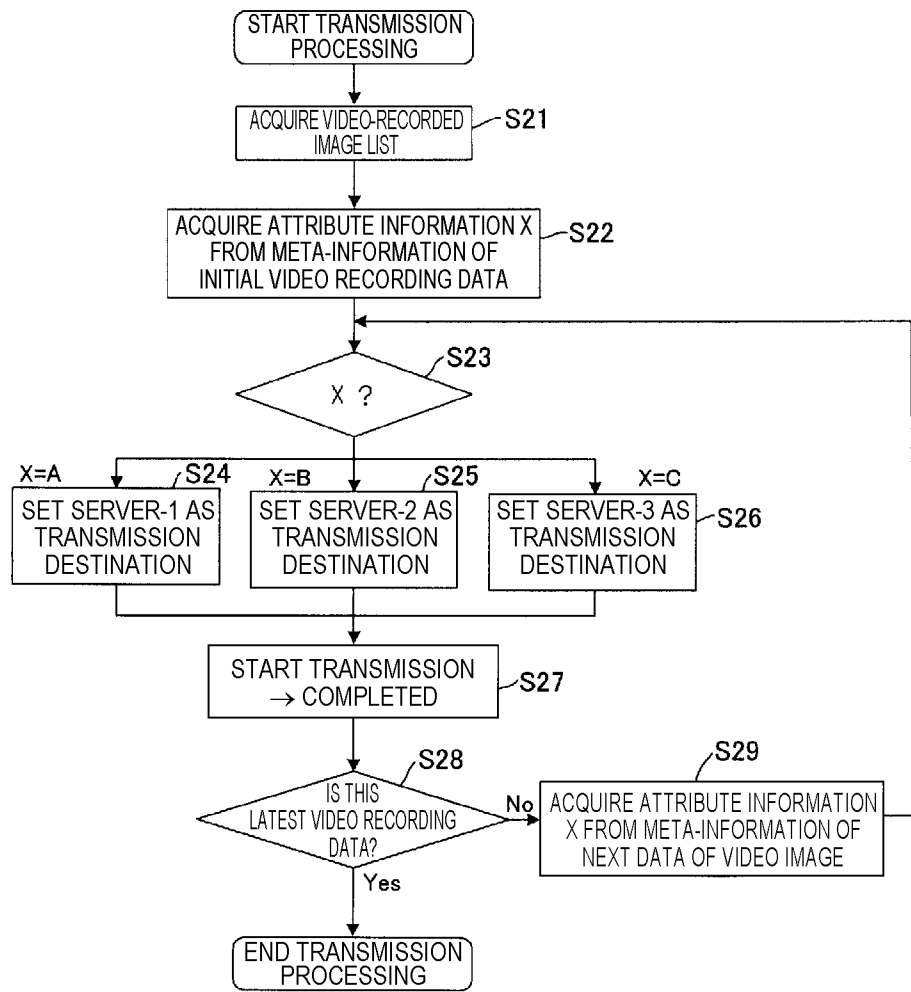 START TRANSMISSION
PROCESSING
ACQUIRE VIDEO-RECORDED
IMAGE LIST
S21
ACQUIRE ATTRIBUTE INFORMATION X
FROM META-INFORMATION OF
INITIAL VIDEO RECORDING DATA
S22
S23
X ?
X=A
S24
SET SERVER-1 AS
TRANSMISSION
DESTINATION
X=B
S25
SET SERVER-2 AS
TRANSMISSION
DESTINATION
X=C
SET SERVER-3 AS
TRANSMISSION
DESTINATION
S26
START TRANSMISSION
→ COMPLETED
S27
S28
IS THIS
LATEST VIDEO RECORDING
DATA?
No
S29
ACQUIRE ATTRIBUTE INFORMATION
X FROM META-INFORMATION OF
NEXT DATA OF VIDEO IMAGE
Yes
END TRANSMISSION
PROCESSING